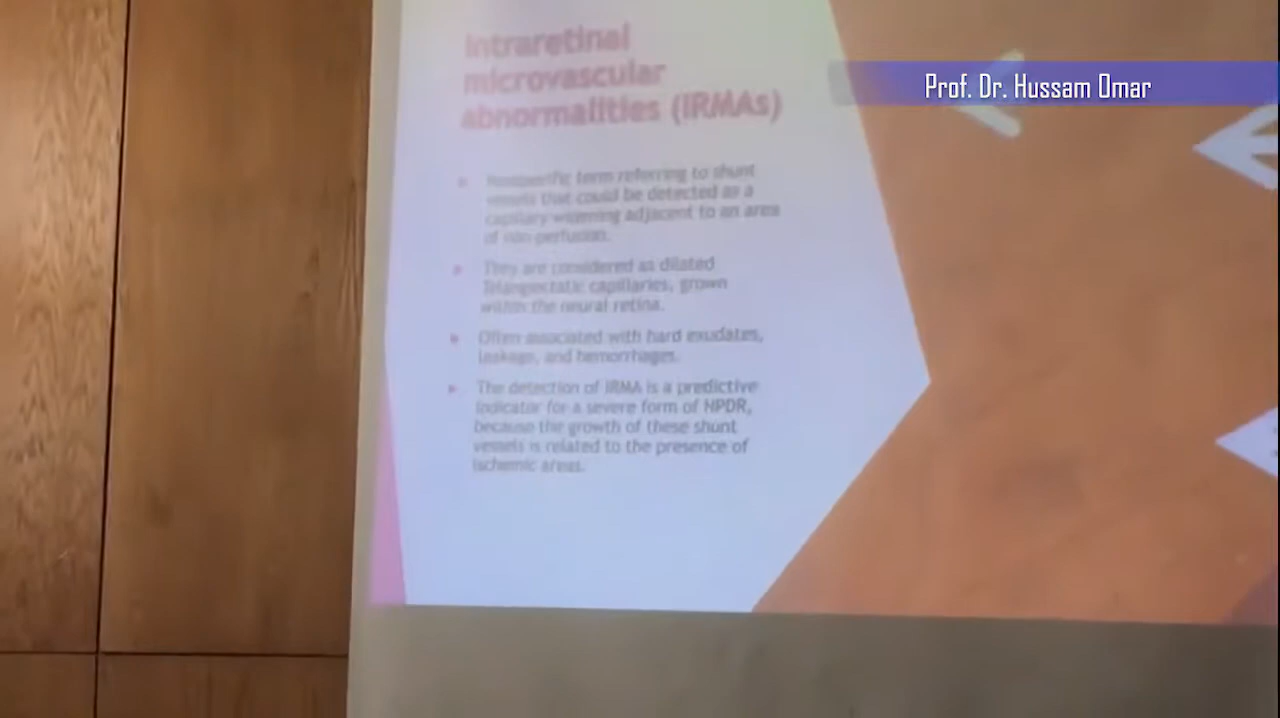 Intraretinal
microvascular
abnormalities (IRMAs)
Prof. Dr. Hussam Omar
Nonspecific term referring to shunt
vessels that could be detected as a
capillary widening adjacent to an area
of non-perfusion.
They are considered as dilated
Telangiectatic capillaries, grown
within the neural retina.
Often associated with hard exudates,
leakage, and hemorrhages.
The detection of IRMA is a predictive
indicator for a severe form of NPDR,
because the growth of these shunt
vessels is related to the presence of
ischemic areas.